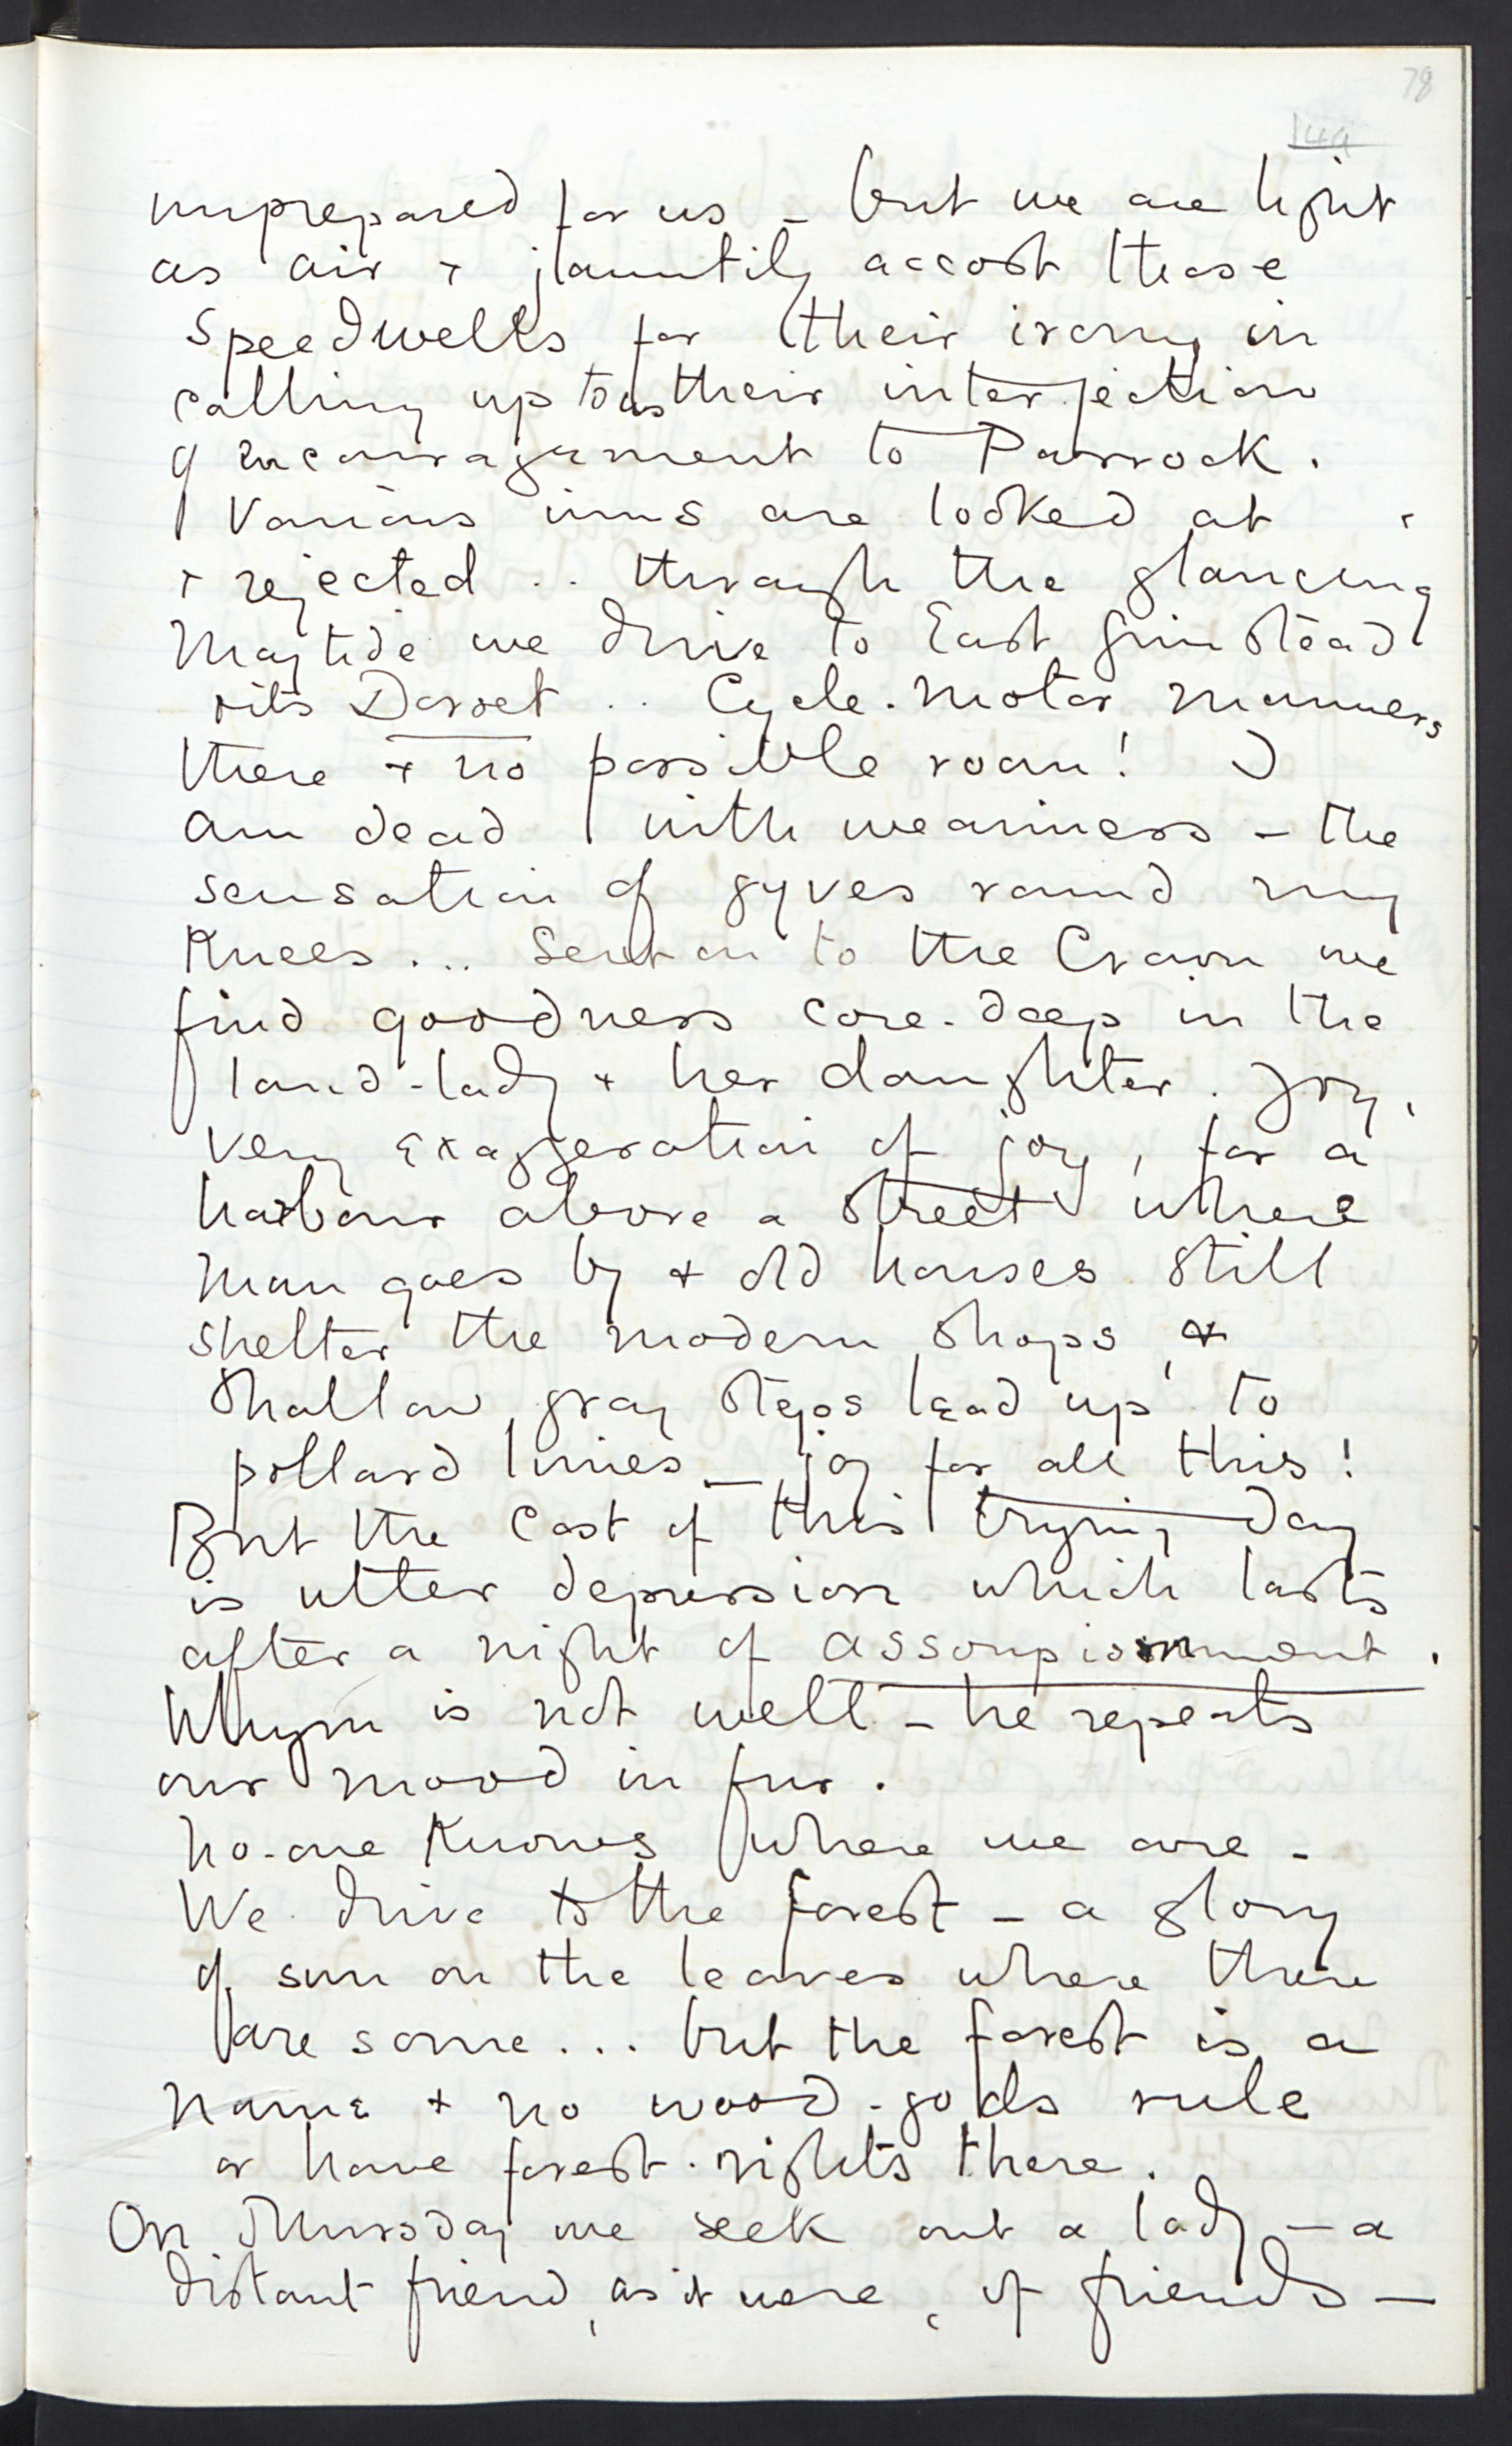 78
149
unprepared for us – but we are light
as air + jauntily accost these
Speedwells for their irony in
calling up to us their interjection
of encouragement to Parrock.
Various inns are looked at
+ rejected .. through the glancing
Maytide we drive to East Grinstead
+ its Dorset .. Cycle-motor manners
there + no possible room! I
am dead with weariness – the
sensation of gyves round my
Knees ... Sent on to the Crown we
find goodness core-deep in the
land-lady + her daughter. Joy,
very exaggeration of joy, for a
harbour above a street where
man goes by + old houses still
shelter the modern shops, +
shallow, gray steps lead up to
pollard limes – joy for all this!
But the cost of this trying day
is utter depression which lasts
after a night of assoupissement.
Whym is not well – he repeats
our mood in fur.
No-one Knows where we are –
We drive to the forest – a glory
of sun on the leaves where there
are some ... but the forest is a
name + no wood-gods rule
or have forest-rights there.
On Thursday we seek out a lady – a
distant friend, as it were, of friends –